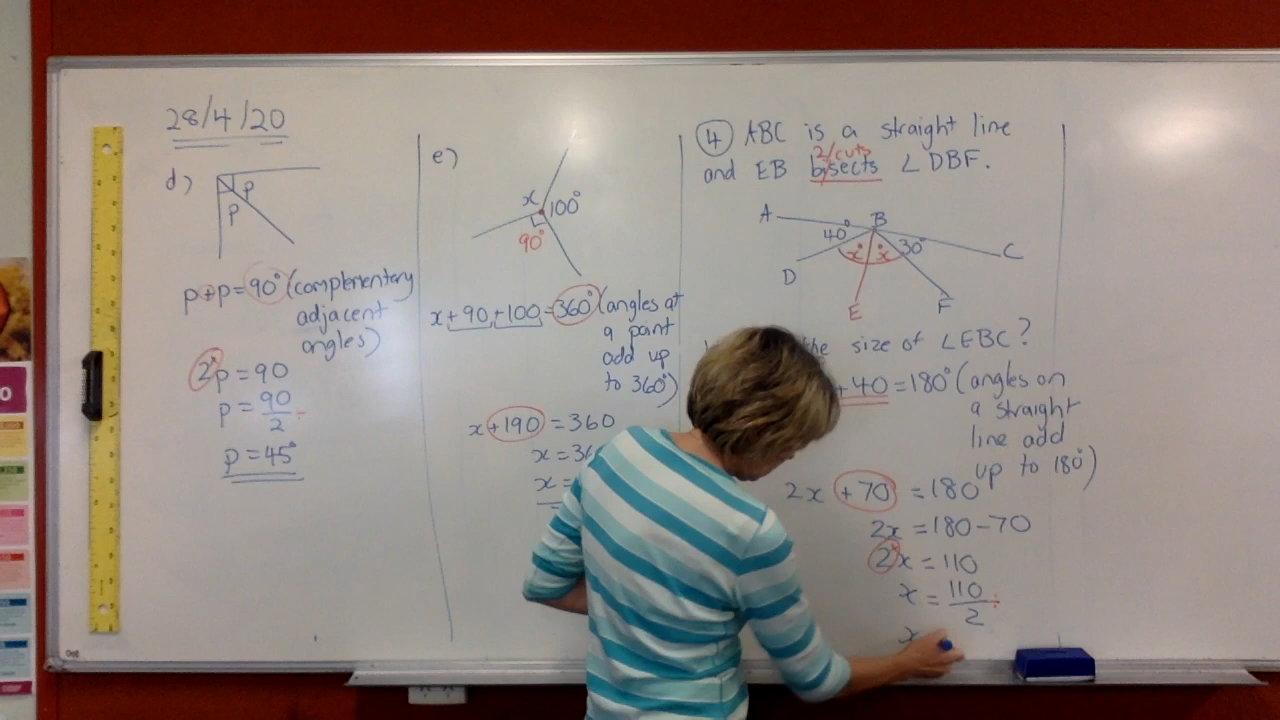 28/4/20
d)
p
p
p+p=90° (complementary
adjacent
angles)
2p = 90
p = 90
2
p = 45°
e)
x 100°
90°
x + 90 + 100 = 360° (angles at
a point
add up
to 360°)
x + 190 = 360
x = 36
x =
4 ABC is a straight line
2/cuts
and EB bisects ∠DBF.
A B
40° 30°
x° x°
C
D
E F
the size of ∠EBC?
+ 40 = 180° (angles on
a straight
line add
up to 180°)
2x + 70 = 180
2x = 180 - 70
2x = 110
x = 110
2
x